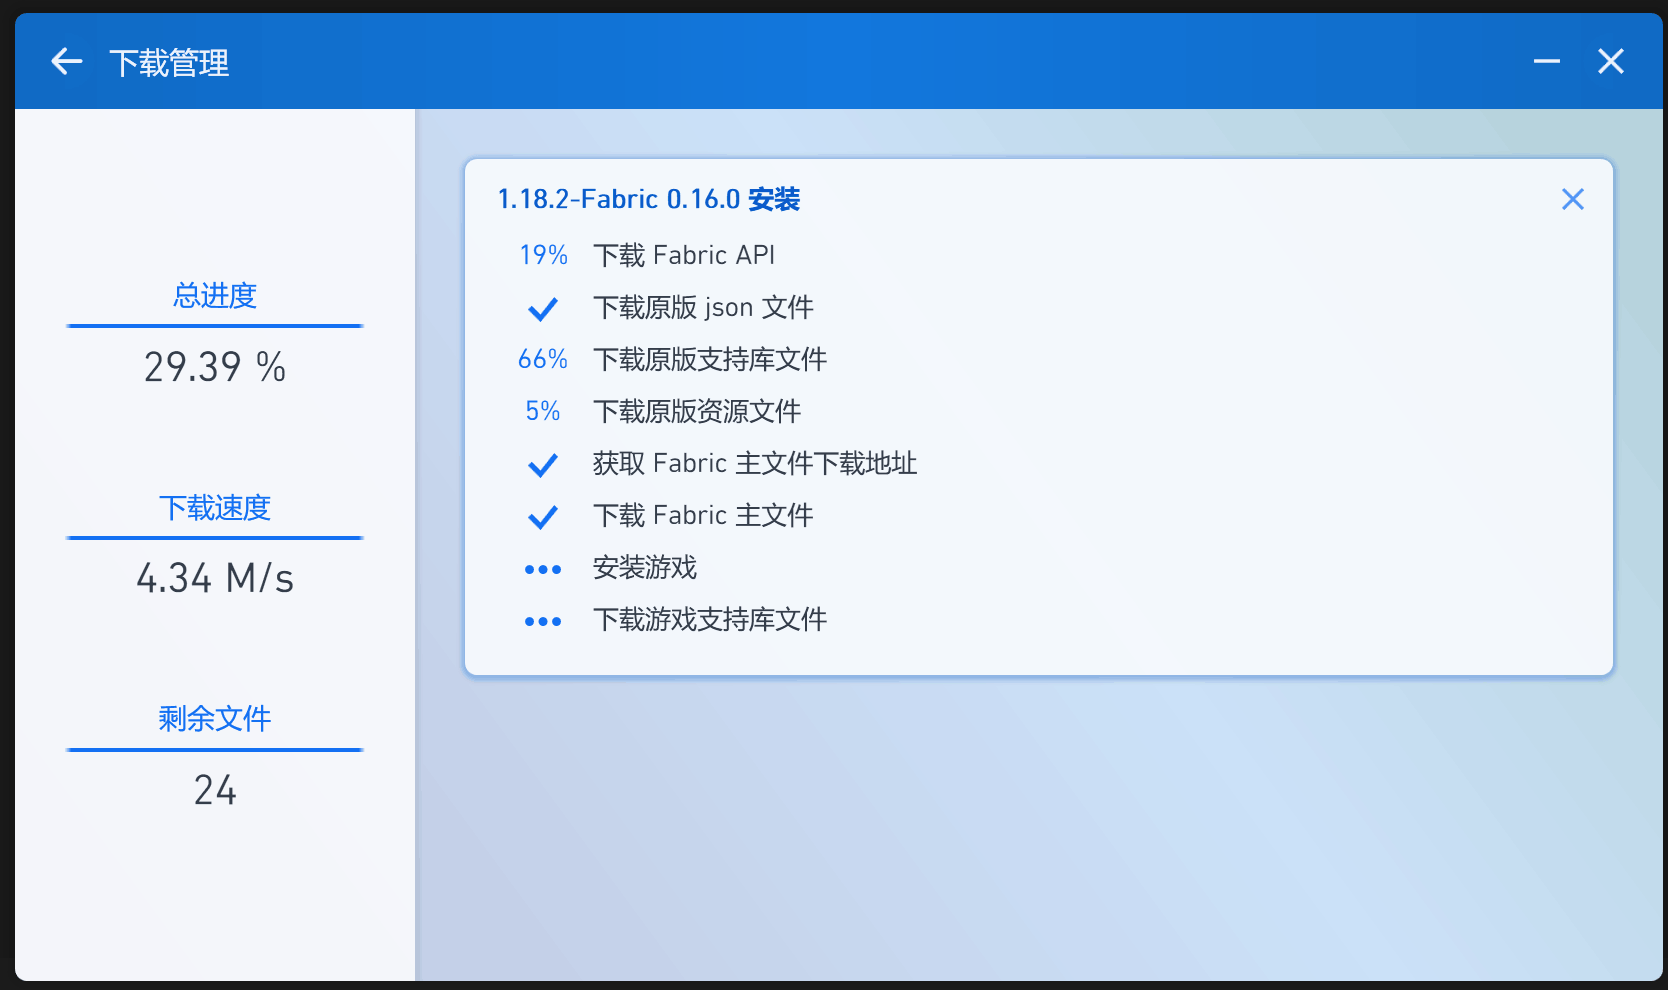 下载管理
总进度
29.39 %
下载速度
4.34 M/s
剩余文件
24
1.18.2-Fabric 0.16.0 安装
19% 下载 Fabric API
下载原版 json 文件
66% 下载原版支持库文件
5% 下载原版资源文件
获取 Fabric 主文件下载地址
下载 Fabric 主文件
安装游戏
下载游戏支持库文件